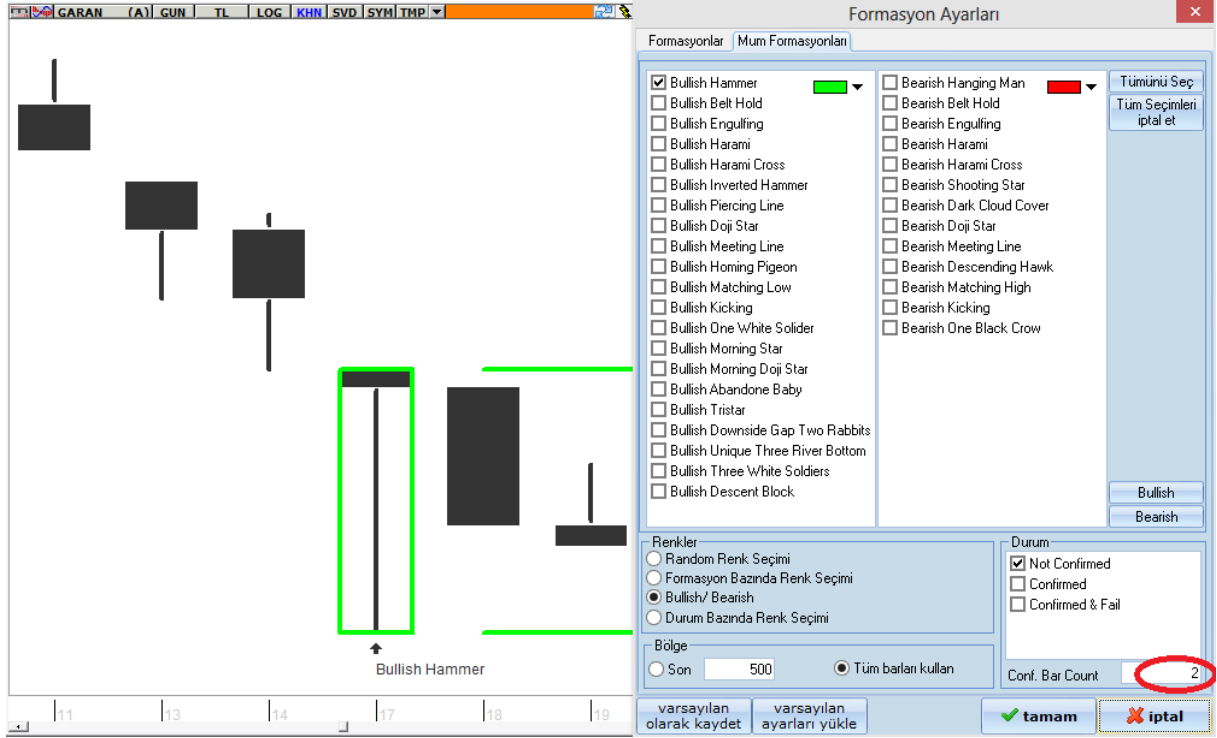 GARAN (A) GUN TL LOG KHN SVD SYM TMP
Bullish Hammer
11 13 14 17 18 19
Formasyon Ayarları
Formasyonlar Mum Formasyonları
Bullish Hammer
Bullish Belt Hold
Bullish Engulfing
Bullish Harami
Bullish Harami Cross
Bullish Inverted Hammer
Bullish Piercing Line
Bullish Doji Star
Bullish Meeting Line
Bullish Homing Pigeon
Bullish Matching Low
Bullish Kicking
Bullish One White Solider
Bullish Morning Star
Bullish Morning Doji Star
Bullish Abandone Baby
Bullish Tristar
Bullish Downside Gap Two Rabbits
Bullish Unique Three River Bottom
Bullish Three White Soldiers
Bullish Descent Block
Bearish Hanging Man
Bearish Belt Hold
Bearish Engulfing
Bearish Harami
Bearish Harami Cross
Bearish Shooting Star
Bearish Dark Cloud Cover
Bearish Doji Star
Bearish Meeting Line
Bearish Descending Hawk
Bearish Matching High
Bearish Kicking
Bearish One Black Crow
Tümünü Seç
Tüm Seçimleri
iptal et
Bullish
Bearish
Renkler
Random Renk Seçimi
Formasyon Bazında Renk Seçimi
Bullish/ Bearish
Durum Bazında Renk Seçimi
Bölge
Son 500 Tüm barları kullan
Durum
Not Confirmed
Confirmed
Confirmed & Fail
Conf. Bar Count 2
varsayılan
olarak kaydet
varsayılan
ayarları yükle
tamam
iptal